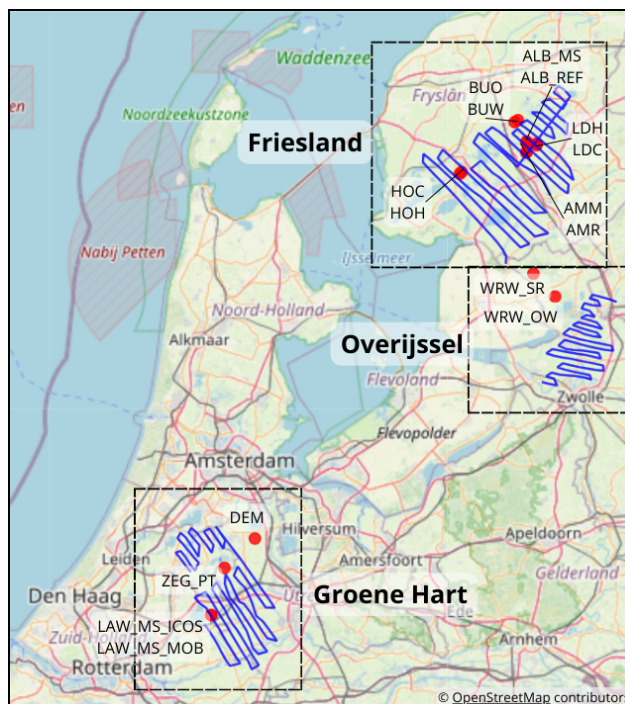 Waddenzee
ALB_MS
ALB_REF
BUO
BUW
Fryslân
Noordzeekustzone
Friesland
LDH
LDC
HOC
HOH
AMM
AMR
Nabij Petten
IJsselmeer
WRW_SR
WRW_OW
Noord-Holland
Alkmaar
Overijssel
Flevoland
Zwolle
Flevopolder
Amsterdam
DEM
Hilversum
Apeldoorn
Leiden
Amersfoort
ZEG_PT
Gelderland
Den Haag
Groene Hart
Ut
Ede
LAW_MS_ICOS
LAW_MS_MOB
Zuid-Holland
Arnhem
Rotterdam
© OpenStreetMap contributors